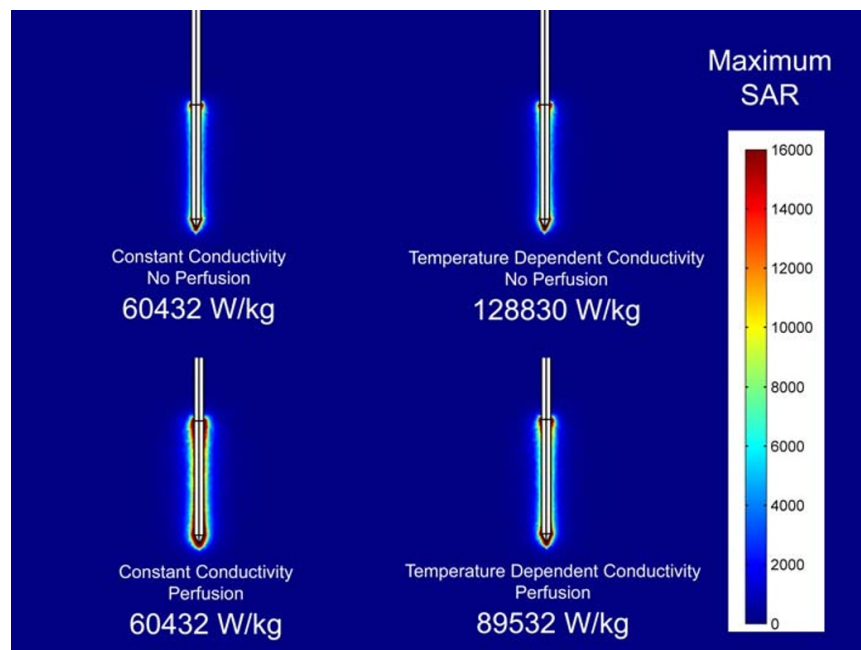 Maximum
SAR
16000
14000
12000
10000
8000
6000
4000
2000
0
Constant Conductivity
No Perfusion
60432 W/kg
Temperature Dependent Conductivity
No Perfusion
128830 W/kg
Constant Conductivity
Perfusion
60432 W/kg
Temperature Dependent Conductivity
Perfusion
89532 W/kg